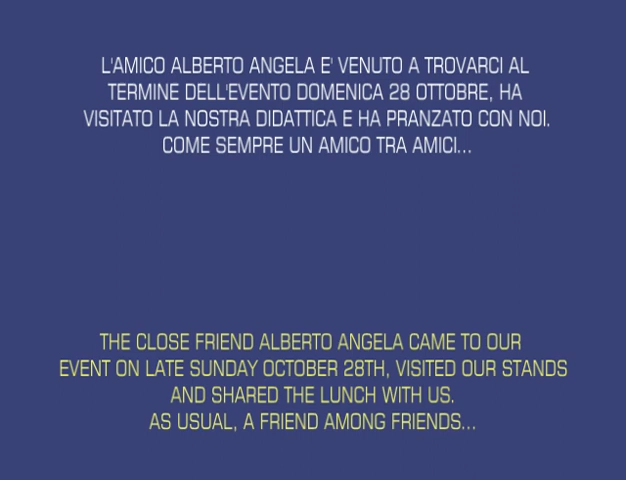 L'AMICO ALBERTO ANGELA E' VENUTO A TROVARCI AL
TERMINE DELL'EVENTO DOMENICA 28 OTTOBRE, HA
VISITATO LA NOSTRA DIDATTICA E HA PRANZATO CON NOI.
COME SEMPRE UN AMICO TRA AMICI...
THE CLOSE FRIEND ALBERTO ANGELA CAME TO OUR
EVENT ON LATE SUNDAY OCTOBER 28TH, VISITED OUR STANDS
AND SHARED THE LUNCH WITH US.
AS USUAL, A FRIEND AMONG FRIENDS...